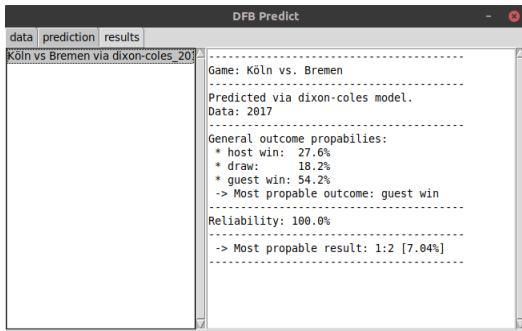 DFB Predict
data prediction results
Köln vs Bremen via dixon-coles_201
----------------------------------------
Game: Köln vs. Bremen
----------------------------------------
Predicted via dixon-coles model.
Data: 2017
----------------------------------------
General outcome propabilies:
* host win: 27.6%
* draw: 18.2%
* guest win: 54.2%
-> Most propable outcome: guest win
----------------------------------------
Reliability: 100.0%
----------------------------------------
-> Most propable result: 1:2 [7.04%]
----------------------------------------